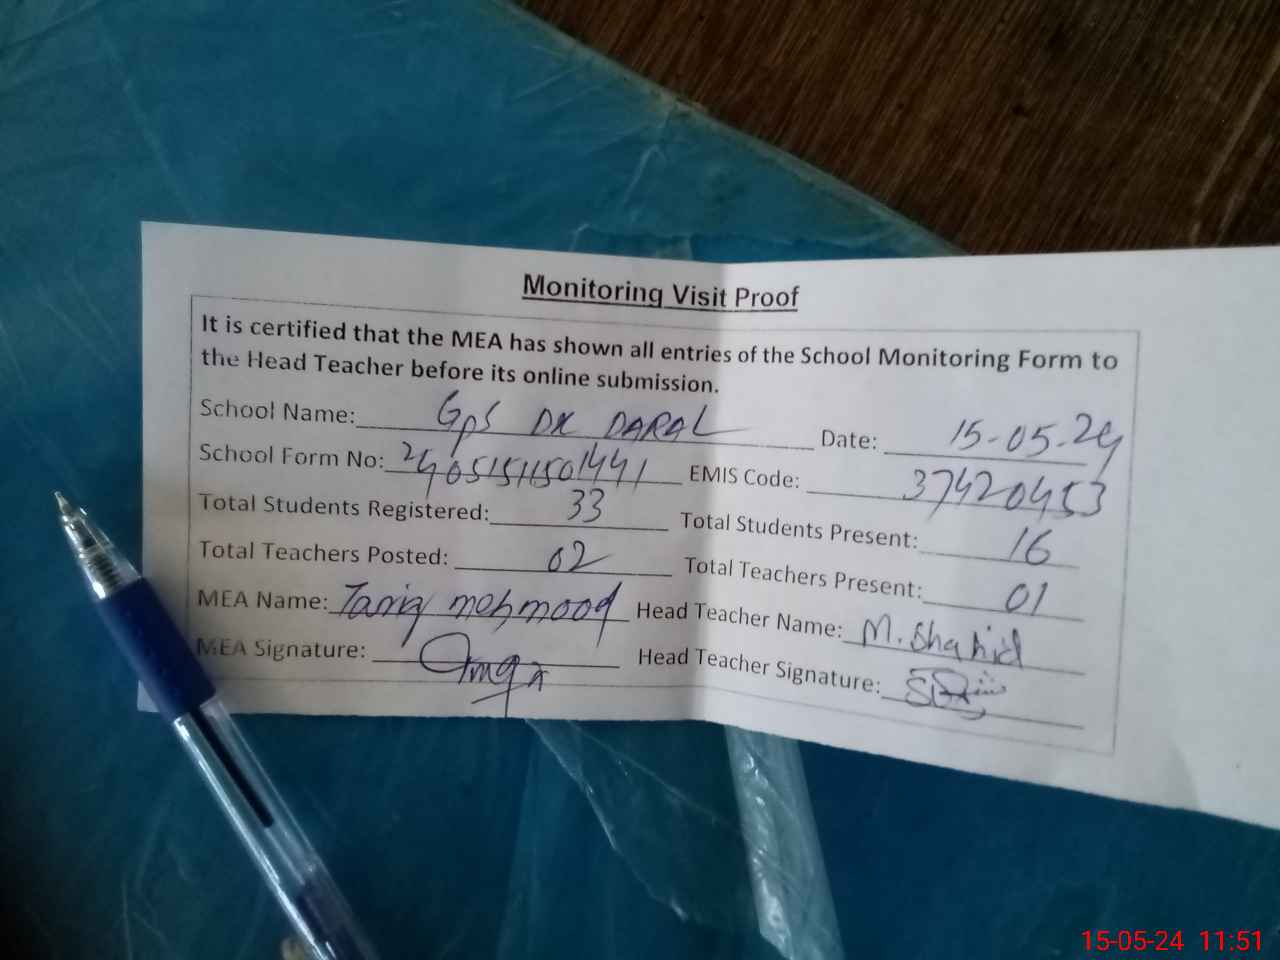 Monitoring Visit Proof
It is certified that the MEA has shown all entries of the School Monitoring Form to
the Head Teacher before its online submission.
School Name: GPS DK DARAL Date: 15-05-24
School Form No: 24051511501441 EMIS Code: 37420453
Total Students Registered: 33 Total Students Present: 16
Total Teachers Posted: 02 Total Teachers Present: 01
MEA Name: Tariq mehmood Head Teacher Name: M. Shahid
MEA Signature: Head Teacher Signature:
15-05-24 11:51